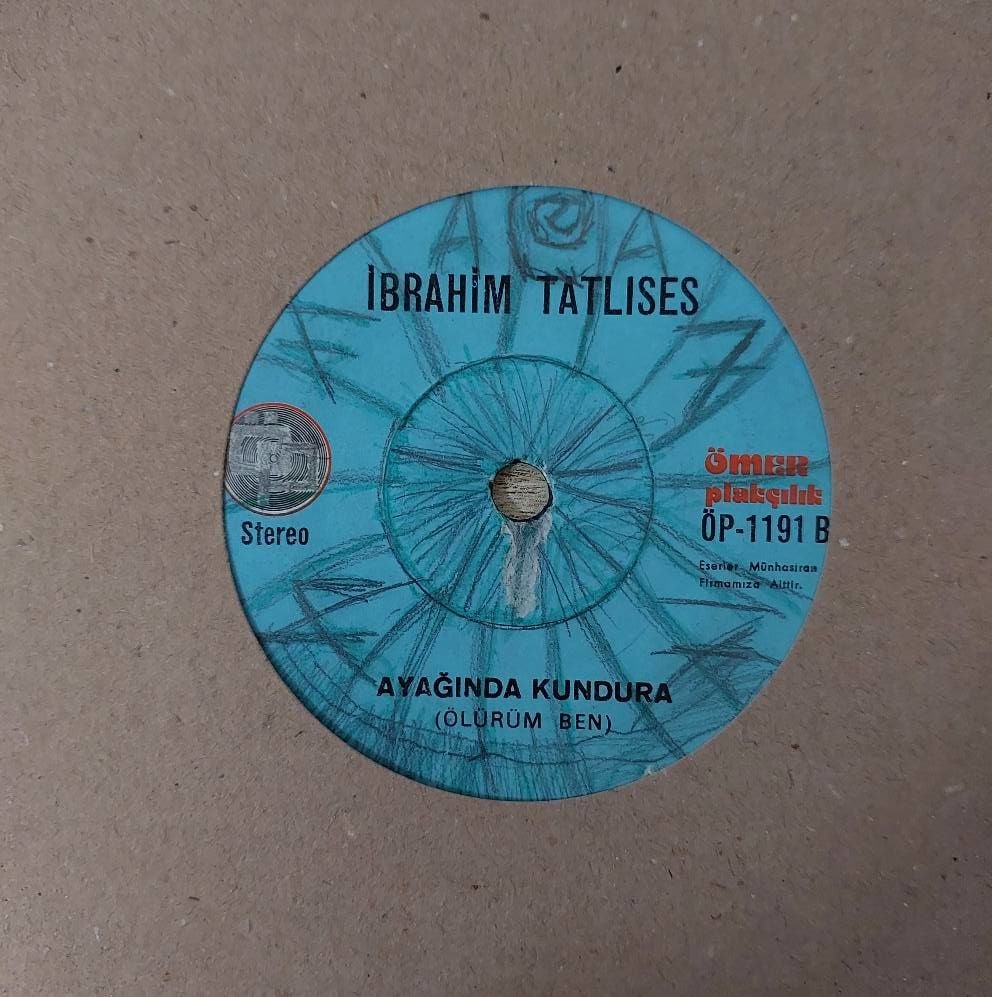 İBRAHİM TATLISES
Stereo
ÖMER
plakçılık
ÖP-1191 B
Eserler Münhasıran
Firmamıza Aittir.
AYAĞINDA KUNDURA
(ÖLÜRÜM BEN)